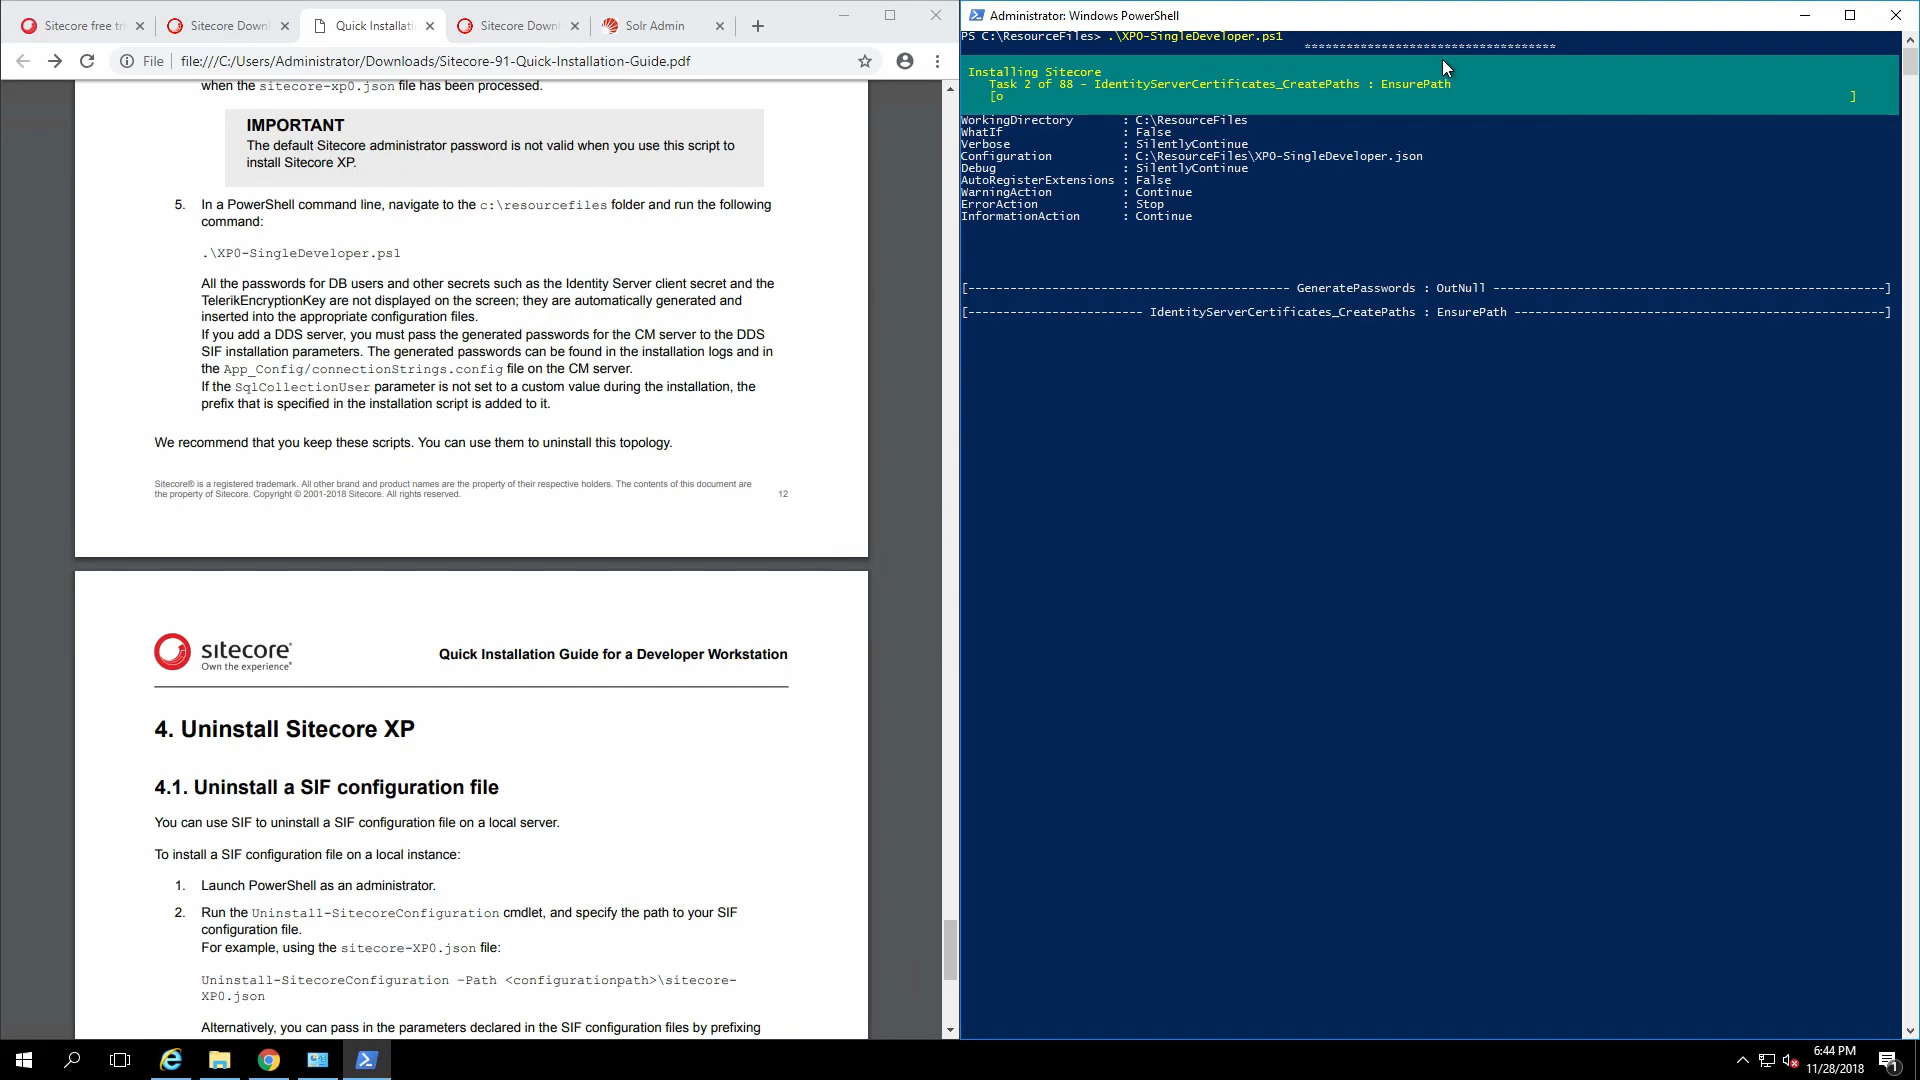 Sitecore free tr
Sitecore Down
Quick Installati
Sitecore Down
Solr Admin
File
file:///C:/Users/Administrator/Downloads/Sitecore-91-Quick-Installation-Guide.pdf
when the sitecore-xp0.json file has been processed.
IMPORTANT
The default Sitecore administrator password is not valid when you use this script to
install Sitecore XP.
5. In a PowerShell command line, navigate to the c:\resourcefiles folder and run the following
command:
.\XP0-SingleDeveloper.ps1
All the passwords for DB users and other secrets such as the Identity Server client secret and the
TelerikEncryptionKey are not displayed on the screen; they are automatically generated and
inserted into the appropriate configuration files.
If you add a DDS server, you must pass the generated passwords for the CM server to the DDS
SIF installation parameters. The generated passwords can be found in the installation logs and in
the App_Config/connectionStrings.config file on the CM server.
If the SqlCollectionUser parameter is not set to a custom value during the installation, the
prefix that is specified in the installation script is added to it.
We recommend that you keep these scripts. You can use them to uninstall this topology.
Sitecore® is a registered trademark. All other brand and product names are the property of their respective holders. The contents of this document are
the property of Sitecore. Copyright © 2001-2018 Sitecore. All rights reserved.
12
sitecore®
Own the experience®
Quick Installation Guide for a Developer Workstation
4. Uninstall Sitecore XP
4.1. Uninstall a SIF configuration file
You can use SIF to uninstall a SIF configuration file on a local server.
To install a SIF configuration file on a local instance:
1. Launch PowerShell as an administrator.
2. Run the Uninstall-SitecoreConfiguration cmdlet, and specify the path to your SIF
configuration file.
For example, using the sitecore-XP0.json file:
Uninstall-SitecoreConfiguration –Path <configurationpath>\sitecore-
XP0.json
Alternatively, you can pass in the parameters declared in the SIF configuration files by prefixing
Administrator: Windows PowerShell
PS C:\ResourceFiles> .\XP0-SingleDeveloper.ps1
************************************
Installing Sitecore
Task 2 of 88 - IdentityServerCertificates_CreatePaths : EnsurePath
[o ]
WorkingDirectory : C:\ResourceFiles
WhatIf : False
Verbose : SilentlyContinue
Configuration : C:\ResourceFiles\XP0-SingleDeveloper.json
Debug : SilentlyContinue
AutoRegisterExtensions : False
WarningAction : Continue
ErrorAction : Stop
InformationAction : Continue
[---------------------------------------------- GeneratePasswords : OutNull --------------------------------------------------------]
[------------------------- IdentityServerCertificates_CreatePaths : EnsurePath -----------------------------------------------------]
6:44 PM
11/28/2018
1